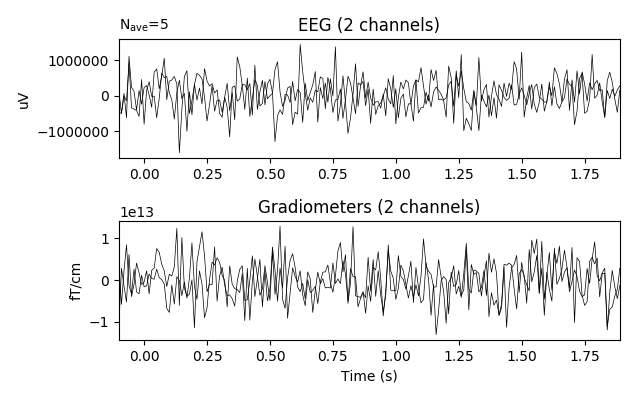 N_ave=5
EEG (2 channels)
1000000
0
−1000000
uV
0.00 0.25 0.50 0.75 1.00 1.25 1.50 1.75
1e13
Gradiometers (2 channels)
1
0
−1
fT/cm
0.00 0.25 0.50 0.75 1.00 1.25 1.50 1.75
Time (s)